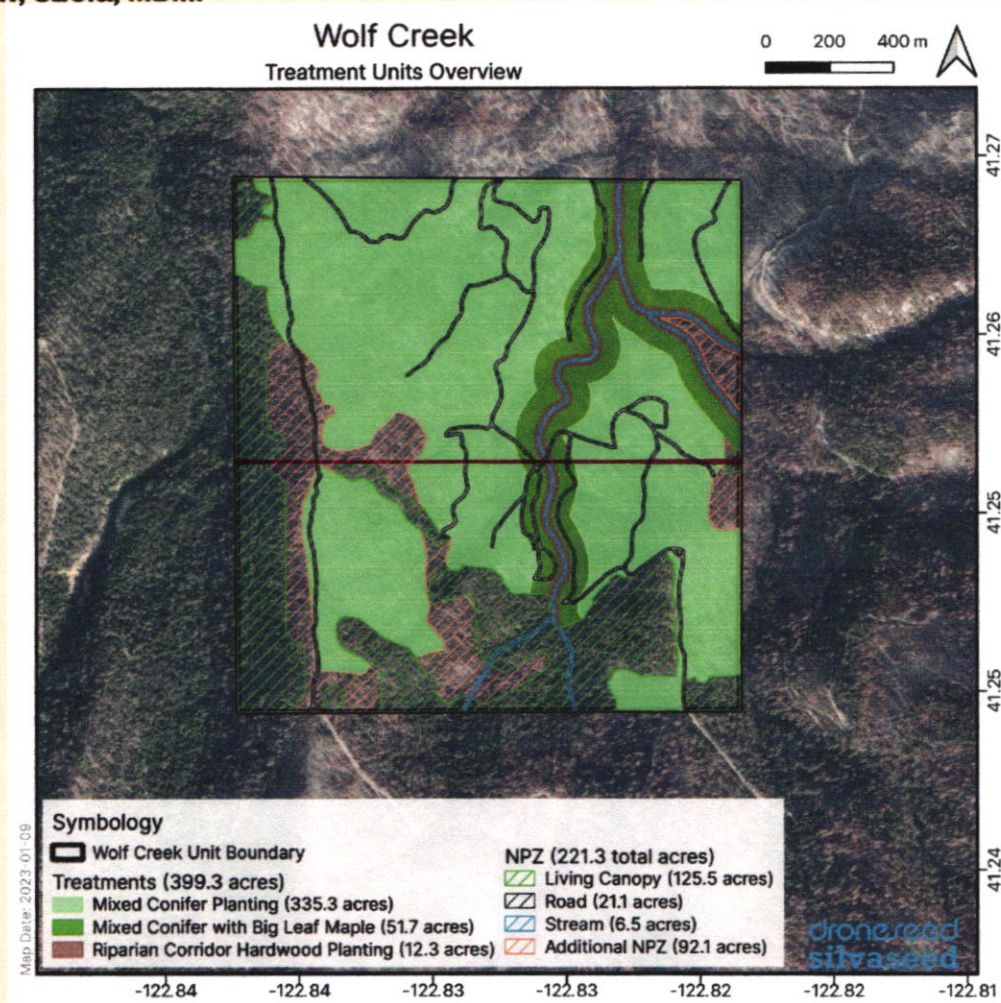 Wolf Creek
Treatment Units Overview
0 200 400 m
41.27
41.26
41.25
41.25
41.24
Symbology
Wolf Creek Unit Boundary
Treatments (399.3 acres)
Mixed Conifer Planting (335.3 acres)
Mixed Conifer with Big Leaf Maple (51.7 acres)
Riparian Corridor Hardwood Planting (12.3 acres)
NPZ (221.3 total acres)
Living Canopy (125.5 acres)
Road (21.1 acres)
Stream (6.5 acres)
Additional NPZ (92.1 acres)
Map Date: 2023-01-09
droneseed
silvaseed
-122.84 -122.84 -122.83 -122.83 -122.82 -122.82 -122.81